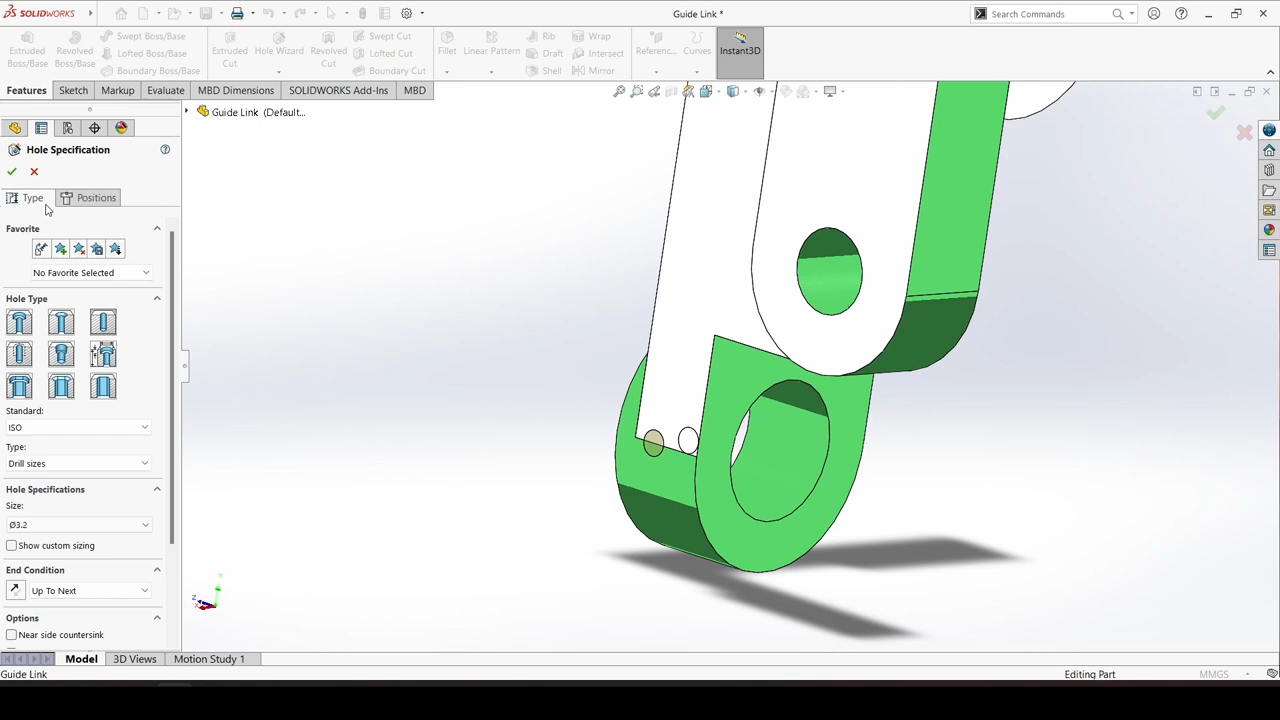 SOLIDWORKS
Guide Link *
Search Commands
Extruded Boss/Base
Revolved Boss/Base
Swept Boss/Base
Lofted Boss/Base
Boundary Boss/Base
Extruded Cut
Hole Wizard
Revolved Cut
Swept Cut
Lofted Cut
Boundary Cut
Fillet
Linear Pattern
Rib
Draft
Shell
Wrap
Intersect
Mirror
Referenc...
Curves
Instant3D
Features
Sketch
Markup
Evaluate
MBD Dimensions
SOLIDWORKS Add-Ins
MBD
Guide Link (Default...
Hole Specification
Type
Positions
Favorite
No Favorite Selected
Hole Type
Standard:
ISO
Type:
Drill sizes
Hole Specifications
Size:
Ø3.2
Show custom sizing
End Condition
Up To Next
Options
Near side countersink
Y
Z
X
Model
3D Views
Motion Study 1
Guide Link
Editing Part
MMGS